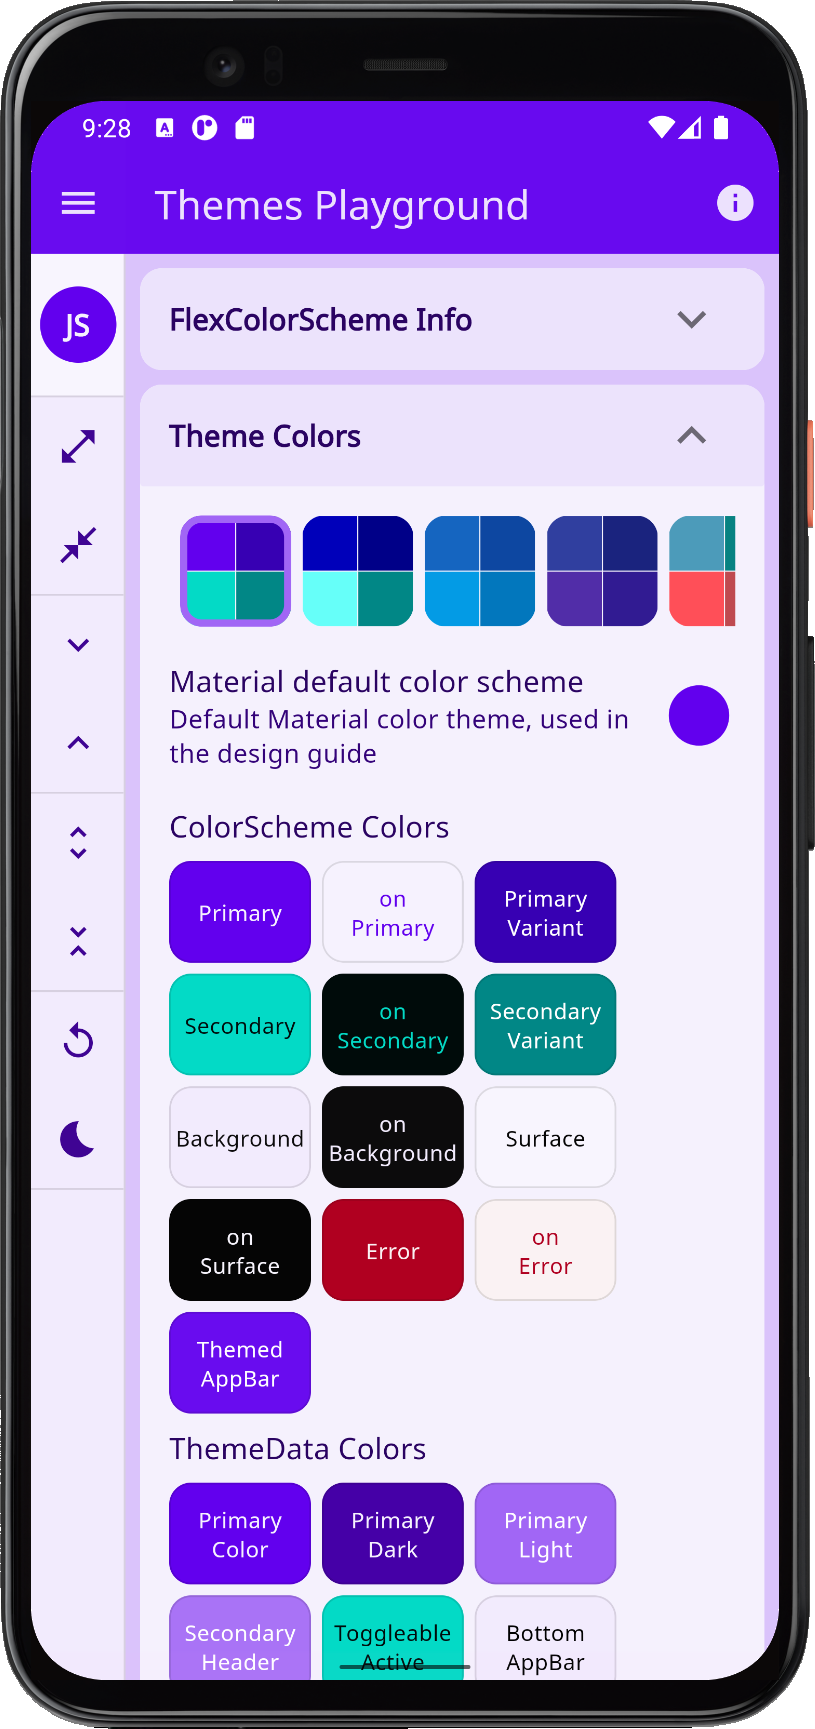 9:28
Themes Playground
JS
FlexColorScheme Info
Theme Colors
Material default color scheme
Default Material color theme, used in
the design guide
ColorScheme Colors
Primary
on
Primary
Primary
Variant
Secondary
on
Secondary
Secondary
Variant
Background
on
Background
Surface
on
Surface
Error
on
Error
Themed
AppBar
ThemeData Colors
Primary
Color
Primary
Dark
Primary
Light
Secondary
Header
Toggleable
Active
Bottom
AppBar